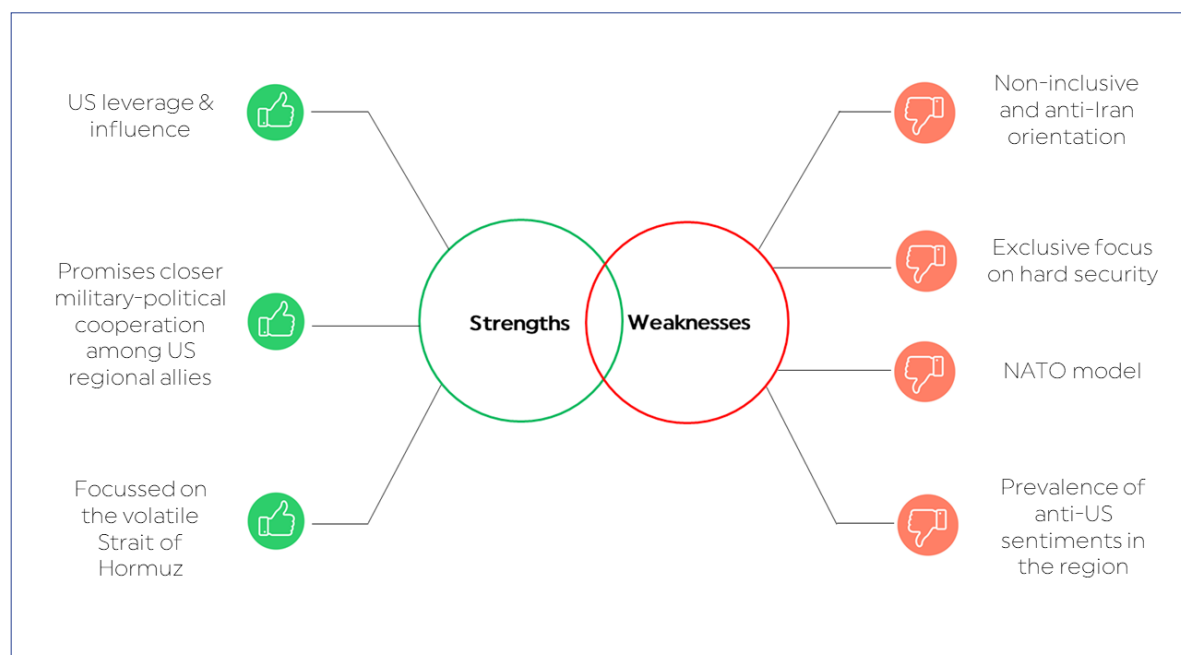 US leverage &
influence
Promises closer
military-political
cooperation
among US
regional allies
Focussed on
the volatile
Strait of
Hormuz
Strengths
Weaknesses
Non-inclusive
and anti-Iran
orientation
Exclusive focus
on hard security
NATO model
Prevalence of
anti-US
sentiments in
the region